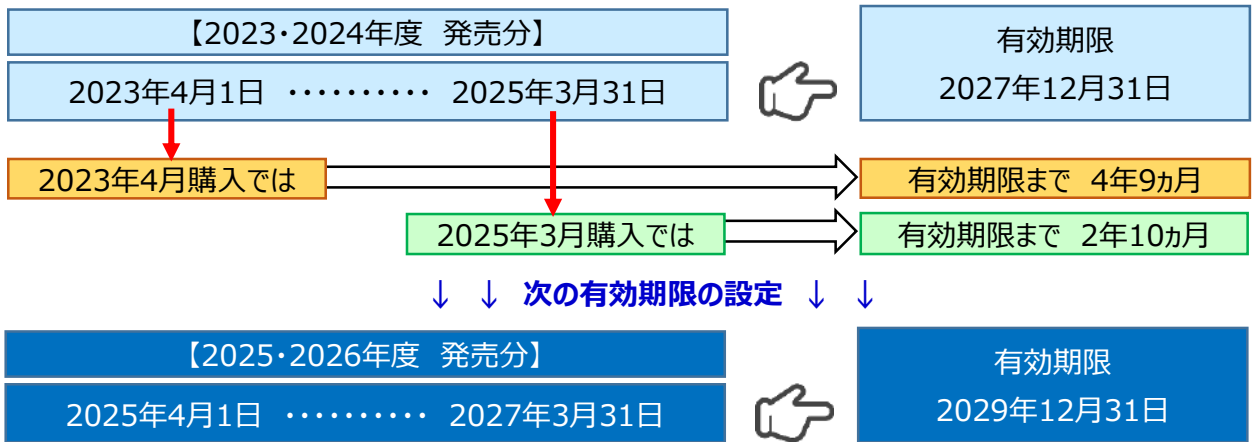 【2023・2024年度 発売分】
2023年4月1日 ‥‥‥‥‥ 2025年3月31日
有効期限
2027年12月31日
2023年4月購入では
有効期限まで 4年9ヵ月
2025年3月購入では
有効期限まで 2年10ヵ月
↓ ↓ 次の有効期限の設定 ↓ ↓
【2025・2026年度 発売分】
2025年4月1日 ‥‥‥‥‥ 2027年3月31日
有効期限
2029年12月31日